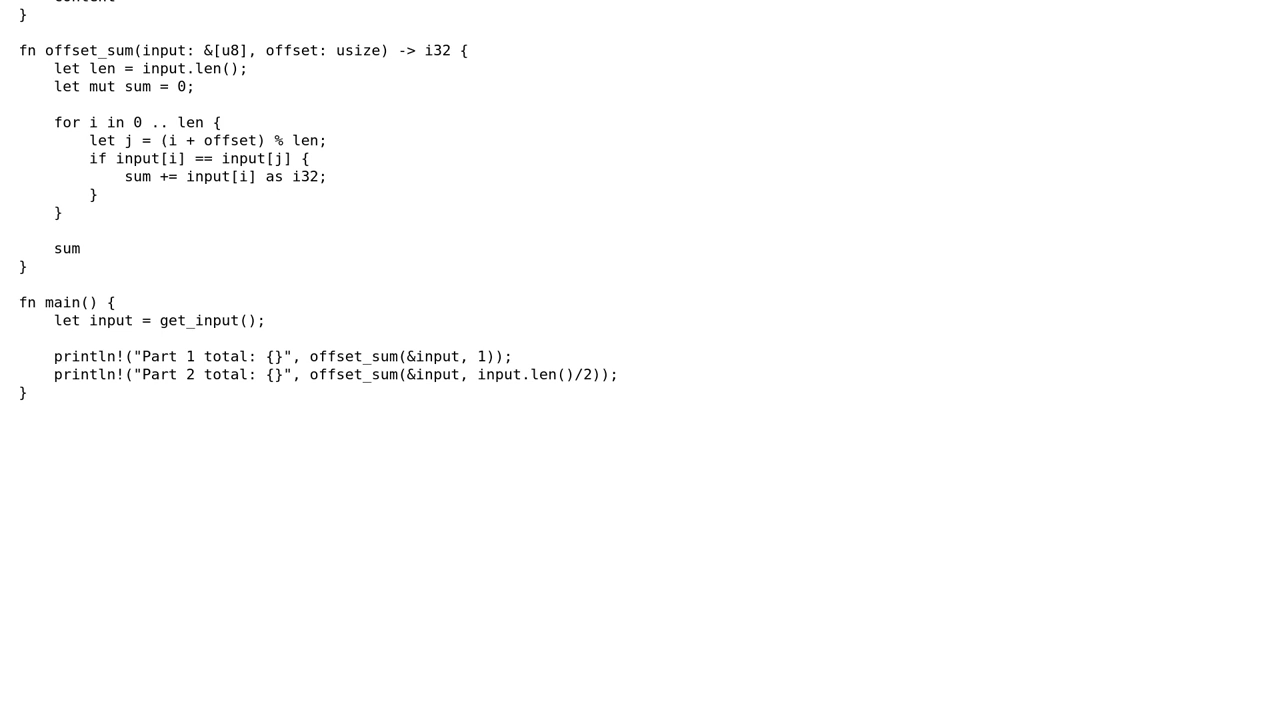 }

fn offset_sum(input: &[u8], offset: usize) -> i32 {
    let len = input.len();
    let mut sum = 0;

    for i in 0 .. len {
        let j = (i + offset) % len;
        if input[i] == input[j] {
            sum += input[i] as i32;
        }
    }

    sum
}

fn main() {
    let input = get_input();

    println!("Part 1 total: {}", offset_sum(&input, 1));
    println!("Part 2 total: {}", offset_sum(&input, input.len()/2));
}